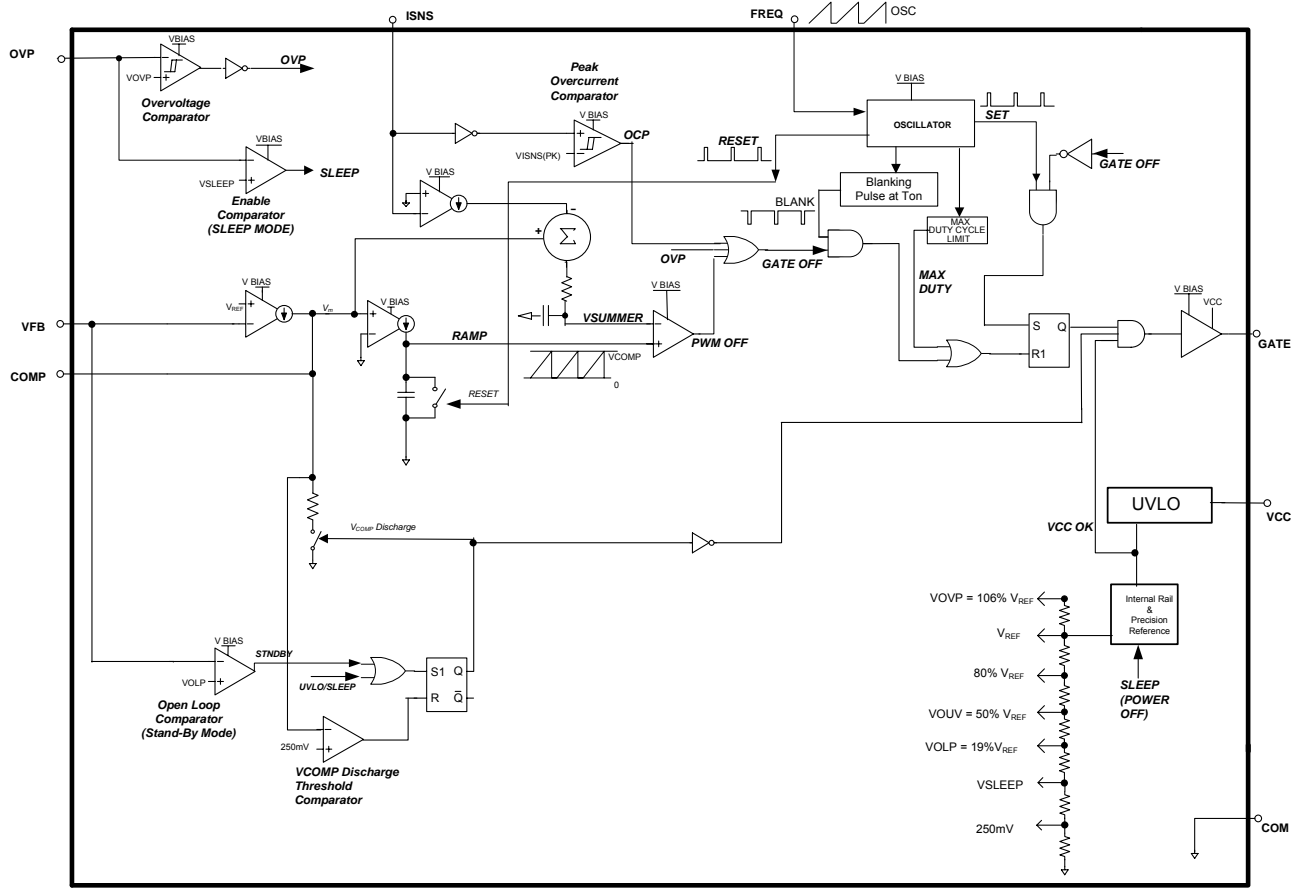 ISNS
FREQ
OSC
OVP
VBIAS
VOVP
OVP
Overvoltage
Comparator
VBIAS
VSLEEP
SLEEP
Enable
Comparator
(SLEEP MODE)
Peak
Overcurrent
Comparator
V BIAS
OCP
VISNS(PK)
V BIAS
V BIAS
OSCILLATOR
SET
RESET
GATE OFF
Blanking
Pulse at Ton
BLANK
MAX
DUTY CYCLE
LIMIT
Σ
OVP
GATE OFF
MAX
DUTY
V BIAS
VREF
VFB
Vm
V BIAS
VSUMMER
V BIAS
PWM OFF
RAMP
VCOMP
0
S
Q
R1
V BIAS
VCC
GATE
COMP
RESET
VCOMP Discharge
UVLO
VCC
VCC OK
Internal Rail
&
Precision
Reference
SLEEP
(POWER
OFF)
VOVP = 106% VREF
VREF
80% VREF
VOUV = 50% VREF
VOLP = 19%VREF
VSLEEP
250mV
V BIAS
STNDBY
VOLP
UVLO/SLEEP
S1
Q
R
Q
Open Loop
Comparator
(Stand-By Mode)
250mV
VCOMP Discharge
Threshold
Comparator
COM